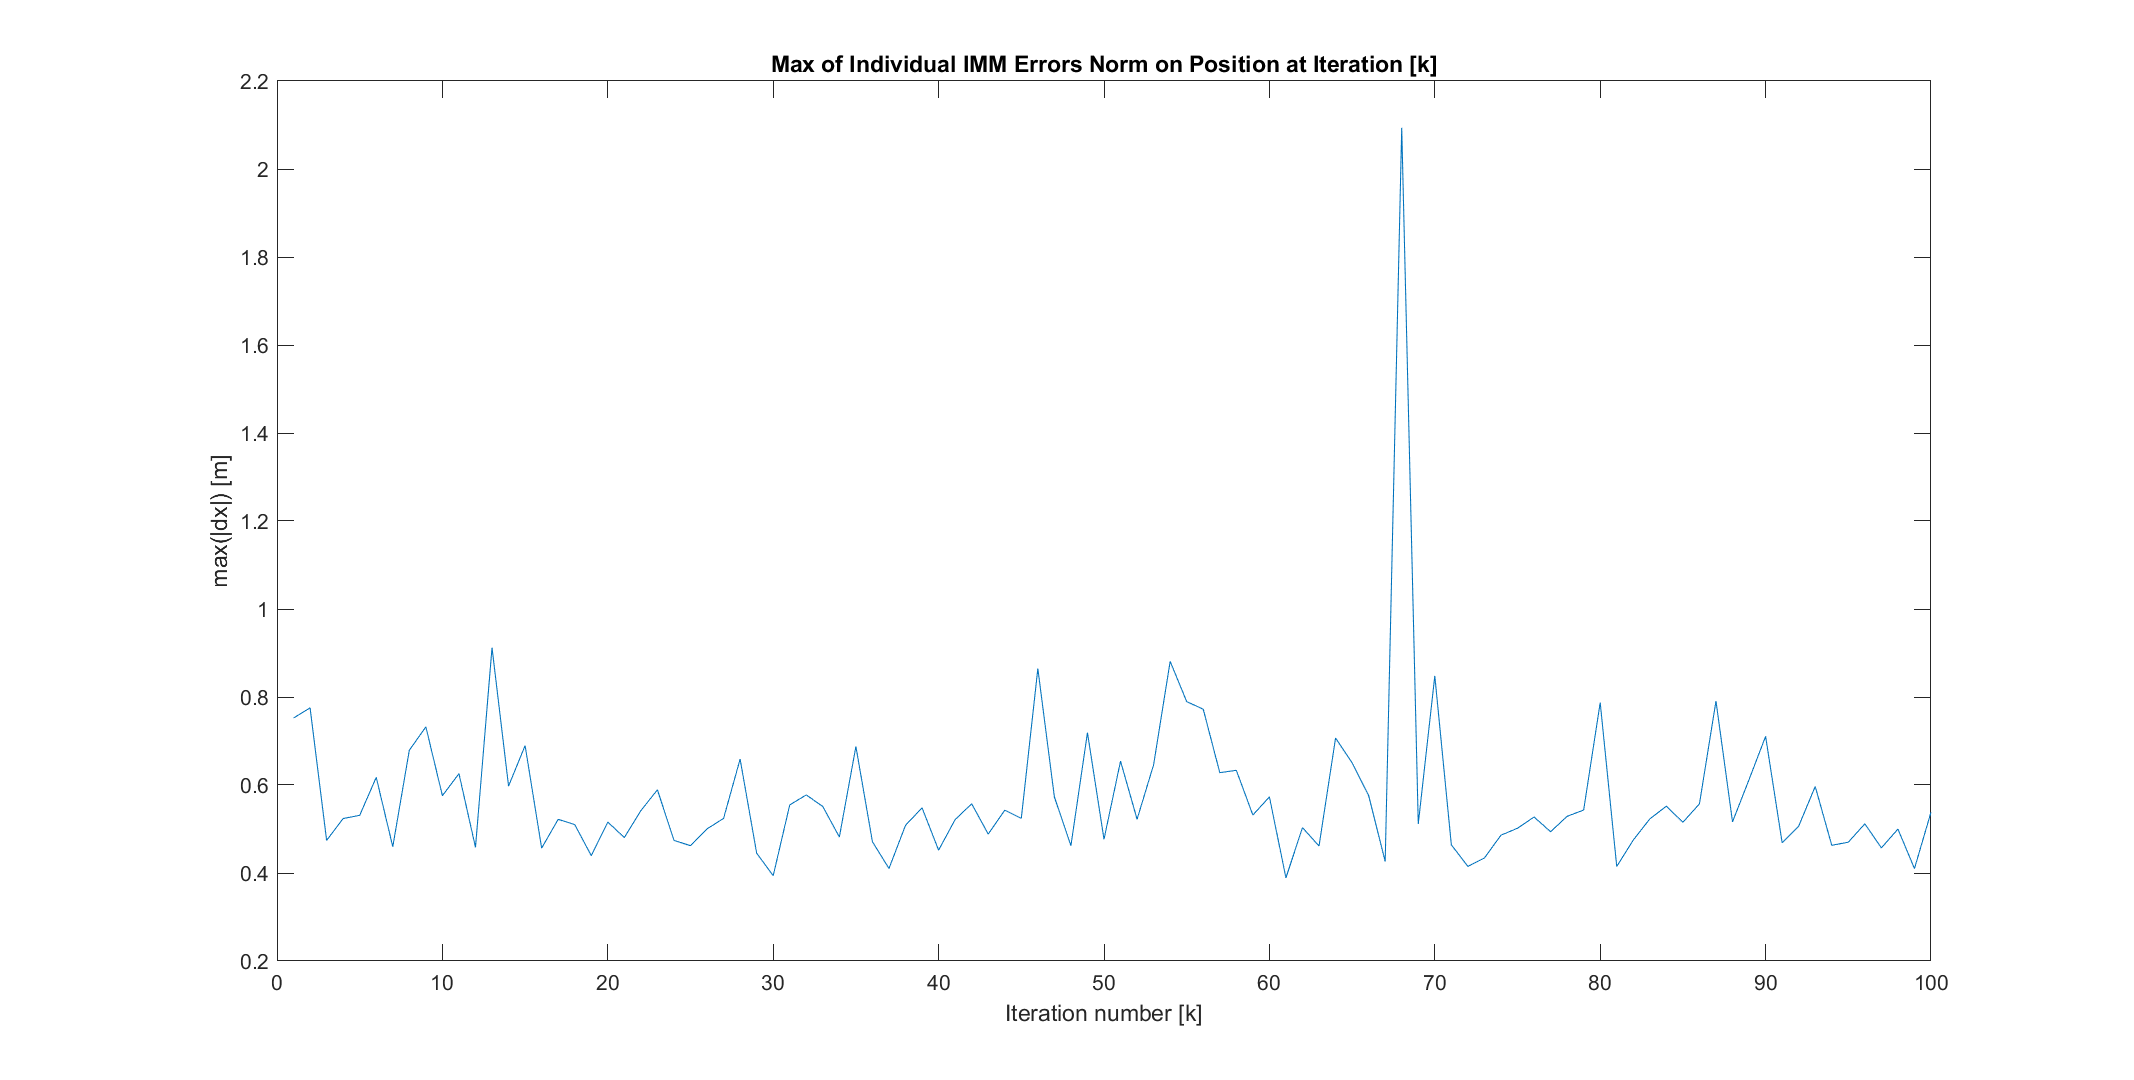 Max of Individual IMM Errors Norm on Position at Iteration [k]
2.2
2
1.8
1.6
1.4
1.2
1
0.8
0.6
0.4
0.2
max(|dx|) [m]
0 10 20 30 40 50 60 70 80 90 100
Iteration number [k]